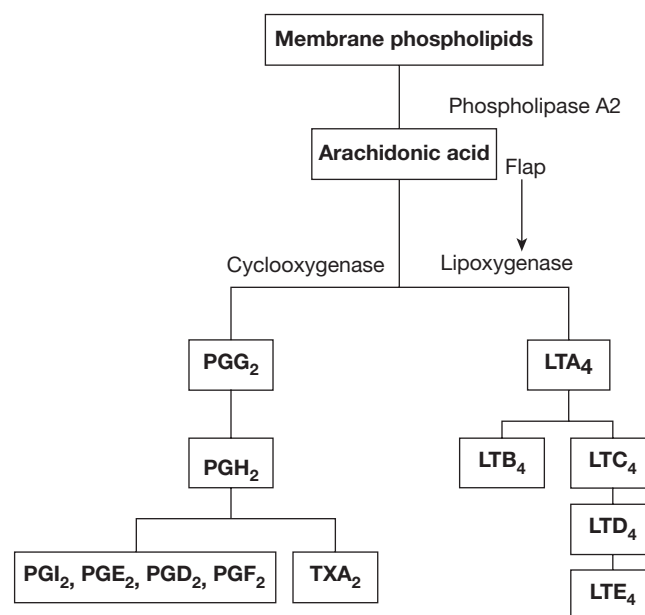 Membrane phospholipids
Phospholipase A2
Arachidonic acid
Flap
Cyclooxygenase
Lipoxygenase
PGG₂
LTA4
PGH₂
LTB₄
LTC₄
LTD₄
PGI₂, PGE₂, PGD₂, PGF₂
TXA₂
LTE₄